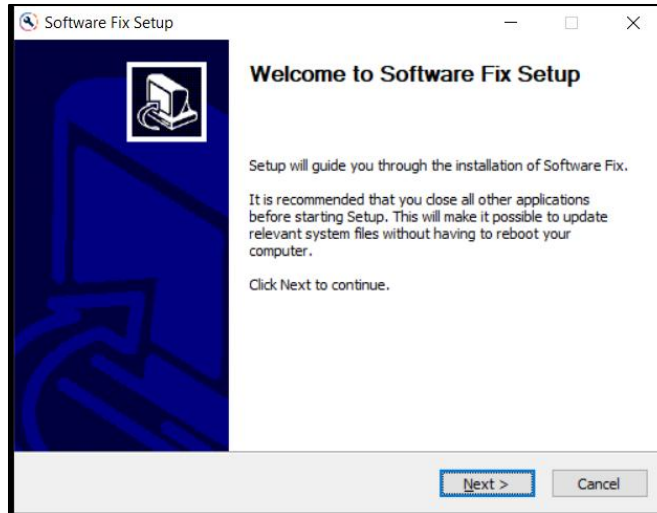 Software Fix Setup
Welcome to Software Fix Setup
Setup will guide you through the installation of Software Fix.
It is recommended that you close all other applications
before starting Setup. This will make it possible to update
relevant system files without having to reboot your
computer.
Click Next to continue.
Next >
Cancel